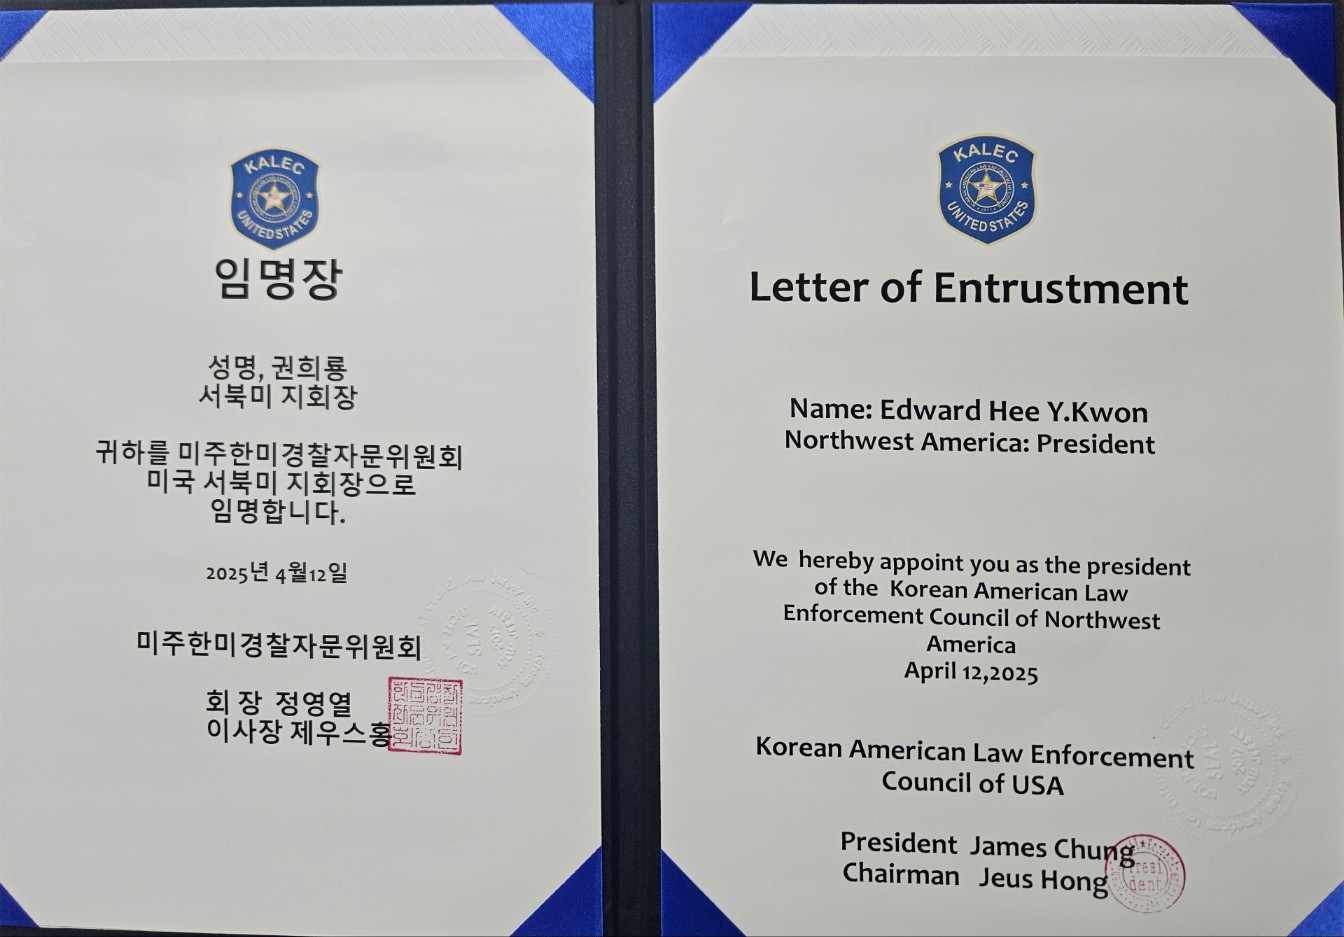 KALEC
UNITED STATES
임명장
성명, 권희룡
서북미 지회장
귀하를 미주한미경찰자문위원회
미국 서북미 지회장으로
임명합니다.
2025년 4월12일
미주한미경찰자문위원회
회 장 정영열
이사장 제우스홍
KALEC
UNITED STATES
Letter of Entrustment
Name: Edward Hee Y.Kwon
Northwest America: President
We hereby appoint you as the president
of the Korean American Law
Enforcement Council of Northwest
America
April 12,2025
Korean American Law Enforcement
Council of USA
President James Chung
Chairman Jeus Hong
Presi
dent